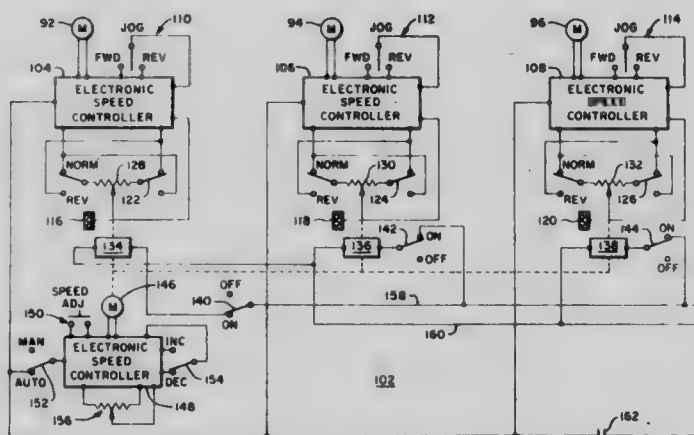 92 M JOG 110
FWD REV
104
ELECTRONIC
SPEED
CONTROLLER
NORM 128
122
REV
116
134
94 M JOG 112
FWD REV
106
ELECTRONIC
SPEED
CONTROLLER
NORM 130
124
REV
118
136
142 ON
OFF
96 M JOG 114
FWD REV
108
ELECTRONIC
CONTROLLER
NORM 132
126
REV
120
138
144 ON
OFF
M 146
SPEED
ADJ
150
140 OFF
ON
158
160
MAN
AUTO
152
ELECTRONIC
SPEED
CONTROLLER
INC
DEC
154
148
156
102
162